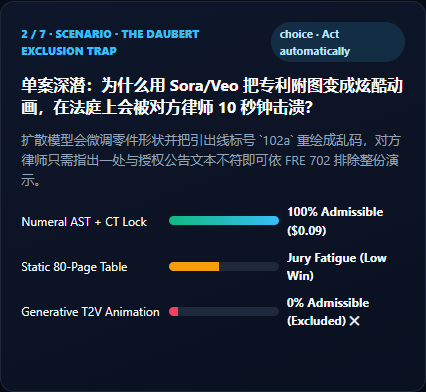 2 / 7 · SCENARIO · THE DAUBERT
EXCLUSION TRAP
choice · Act
automatically
单案深潜：为什么用 Sora/Veo 把专利附图变成炫酷动
画，在法庭上会被对方律师 10 秒钟击溃？
扩散模型会微调零件形状并把引出线标号 `102a` 重绘成乱码，对方
律师只需指出一处与授权公告文本不符即可依 FRE 702 排除整份演
示。
Numeral AST + CT Lock
100% Admissible
($0.09)
Static 80-Page Table
Jury Fatigue (Low
Win)
Generative T2V Animation
0% Admissible
(Excluded) ❌